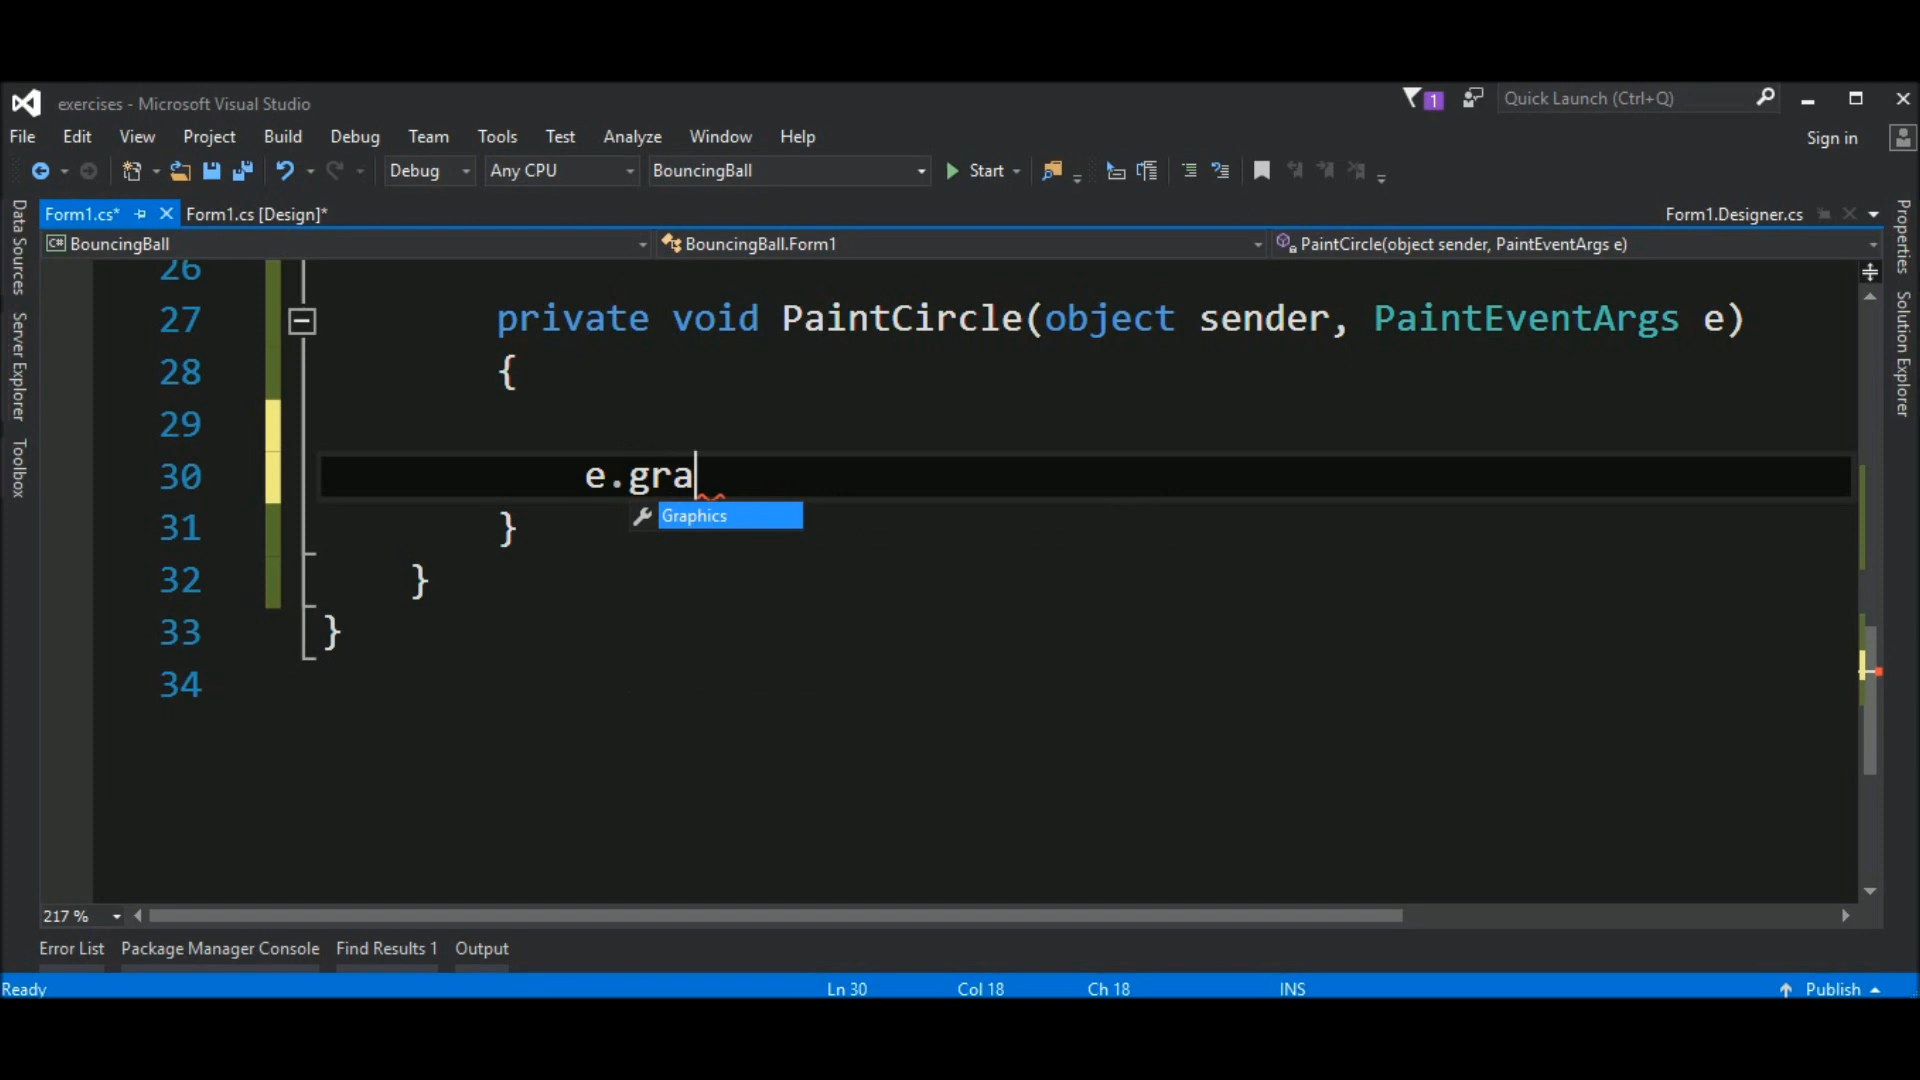 exercises - Microsoft Visual Studio
1
Quick Launch (Ctrl+Q)
File Edit View Project Build Debug Team Tools Test Analyze Window Help
Sign in
Debug Any CPU BouncingBall Start
Form1.cs* Form1.cs [Design]* Form1.Designer.cs
C# BouncingBall BouncingBall.Form1 PaintCircle(object sender, PaintEventArgs e)
Data Sources
Server Explorer
Toolbox
26
27 private void PaintCircle(object sender, PaintEventArgs e)
28 {
29
30 e.gra
Graphics
31 }
32 }
33 }
34
Properties
Solution Explorer
217 %
Error List Package Manager Console Find Results 1 Output
Ready Ln 30 Col 18 Ch 18 INS Publish